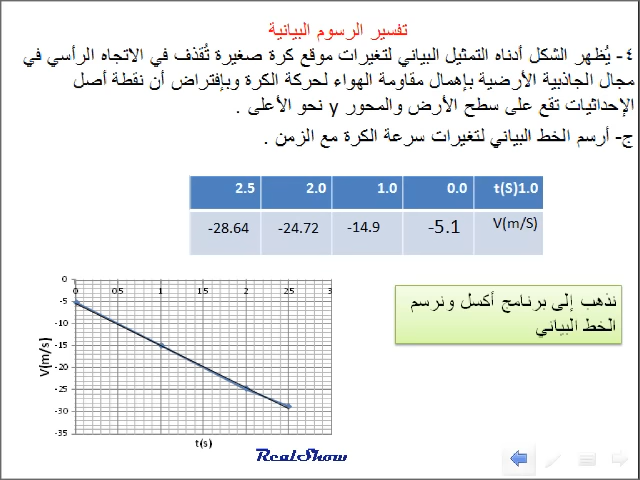 تفسير الرسوم البيانية
٤- يُظهر الشكل أدناه التمثيل البياني لتغيرات موقع كرة صغيرة تُقذف في الاتجاه الرأسي في
مجال الجاذبية الأرضية بإهمال مقاومة الهواء لحركة الكرة وبإفتراض أن نقطة أصل
الإحداثيات تقع على سطح الأرض والمحور y نحو الأعلى .
ج- أرسم الخط البياني لتغيرات سرعة الكرة مع الزمن .
2.5 2.0 1.0 0.0 t(S)1.0
-28.64 -24.72 -14.9 -5.1 V(m/S)
نذهب إلى برنامج أكسل ونرسم
الخط البياني
0
0 0.5 1 1.5 2 2.5 3
-5
-10
-15
-20
-25
-30
-35
V(m/s)
t(s)
RealShow